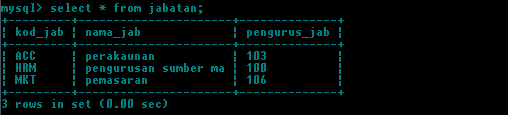 mysql> select * from jabatan;
+---------+---------------------+--------------+
| kod_jab | nama_jab            | pengurus_jab |
+---------+---------------------+--------------+
| ACC     | perakaunan          | 103          |
| HRM     | pengurusan sumber ma | 100          |
| MKT     | pemasaran           | 106          |
+---------+---------------------+--------------+
3 rows in set (0.00 sec)